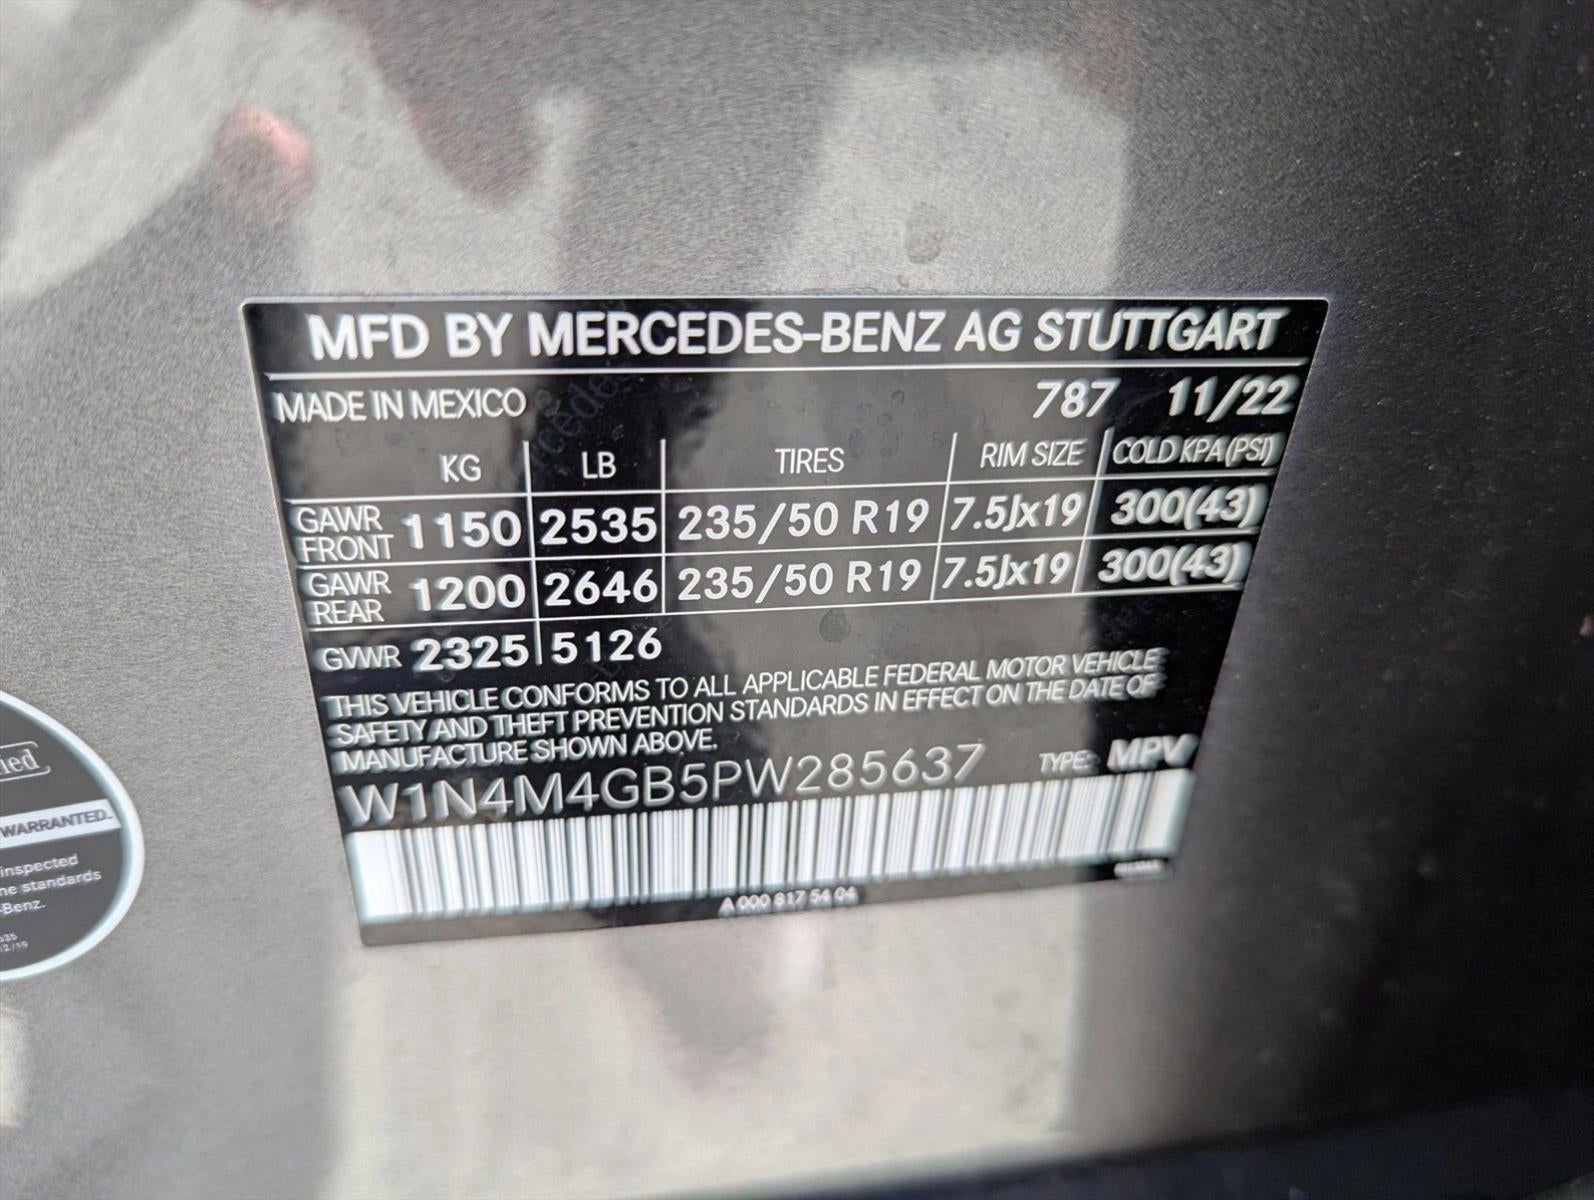 MFD BY MERCEDES-BENZ AG STUTTGART
MADE IN MEXICO 787 11/22
KG LB TIRES RIM SIZE COLD KPA(PSI)
GAWR FRONT 1150 2535 235/50 R19 7.5Jx19 300(43)
GAWR REAR 1200 2646 235/50 R19 7.5Jx19 300(43)
GVWR 2325 5126
THIS VEHICLE CONFORMS TO ALL APPLICABLE FEDERAL MOTOR VEHICLE
SAFETY AND THEFT PREVENTION STANDARDS IN EFFECT ON THE DATE OF
MANUFACTURE SHOWN ABOVE.
W1N4M4GB5PW285637 TYPE: MPV
A 000 817 54 04
WARRANTED.
inspected
standards
-Benz.
12/19